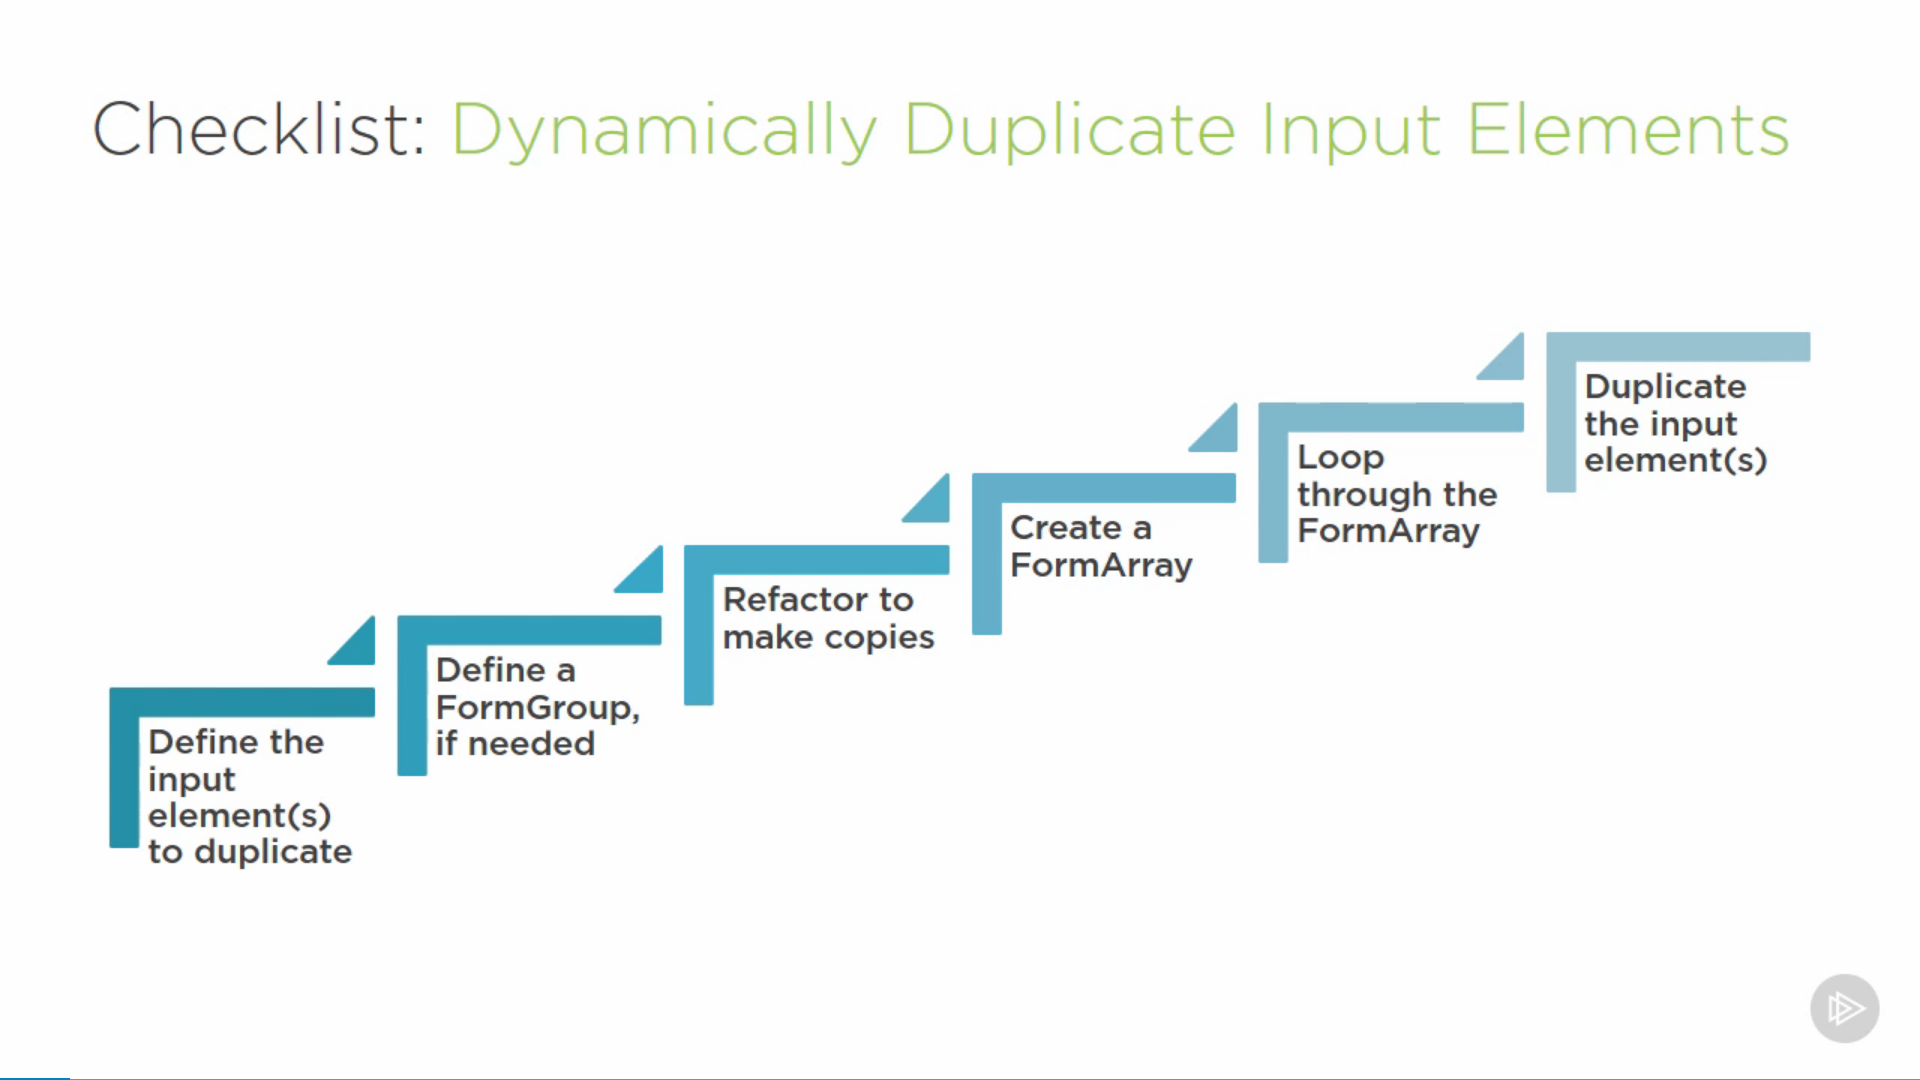 Checklist: Dynamically Duplicate Input Elements
Define the
input
element(s)
to duplicate
Define a
FormGroup,
if needed
Refactor to
make copies
Create a
FormArray
Loop
through the
FormArray
Duplicate
the input
element(s)